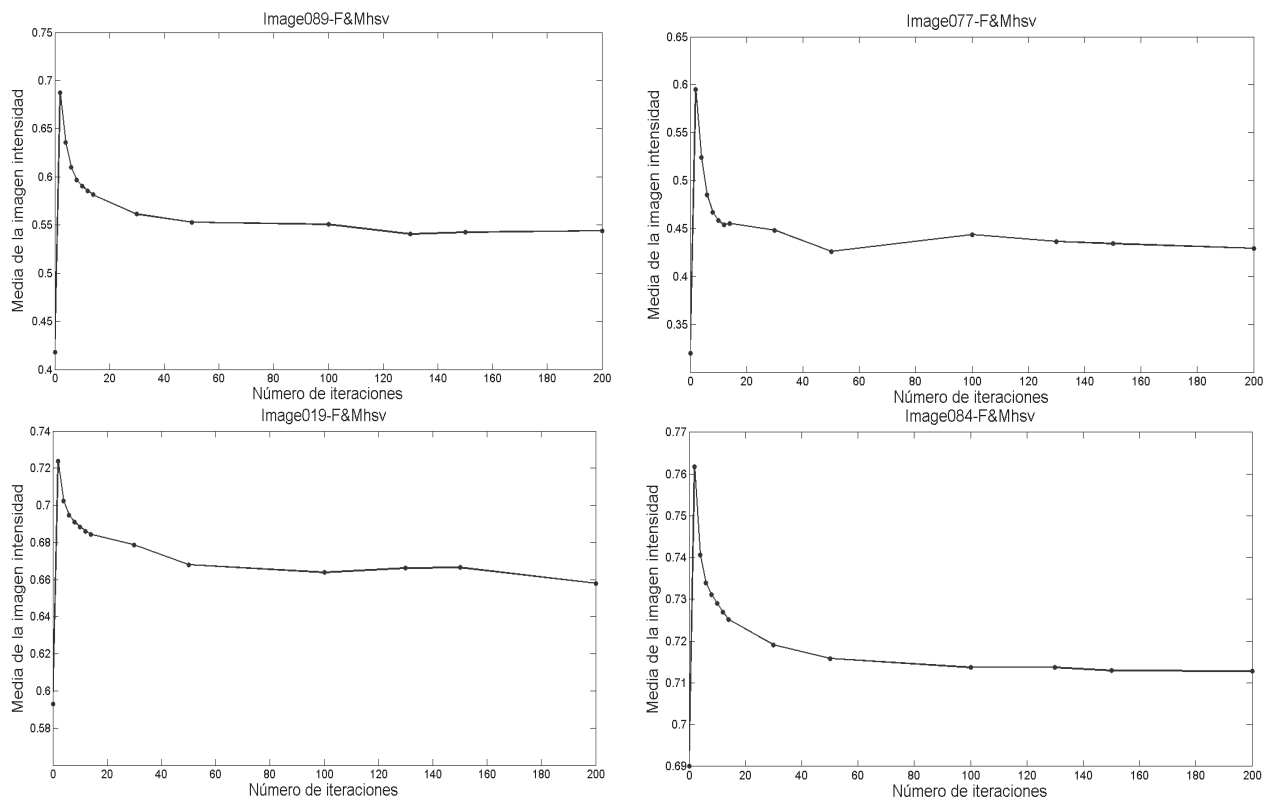 Image089-F&Mhsv
0.75
0.7
0.65
0.6
0.55
0.5
0.45
0.4
Media de la imagen intensidad
0 20 40 60 80 100 120 140 160 180 200
Número de iteraciones
Image077-F&Mhsv
0.65
0.6
0.55
0.5
0.45
0.4
0.35
Media de la imagen intensidad
0 20 40 60 80 100 120 140 160 180 200
Número de iteraciones
Image019-F&Mhsv
0.74
0.72
0.7
0.68
0.66
0.64
0.62
0.6
0.58
Media de la imagen intensidad
0 20 40 60 80 100 120 140 160 180 200
Número de iteraciones
Image084-F&Mhsv
0.77
0.76
0.75
0.74
0.73
0.72
0.71
0.7
0.69
Media de la imagen intensidad
0 20 40 60 80 100 120 140 160 180 200
Número de iteraciones